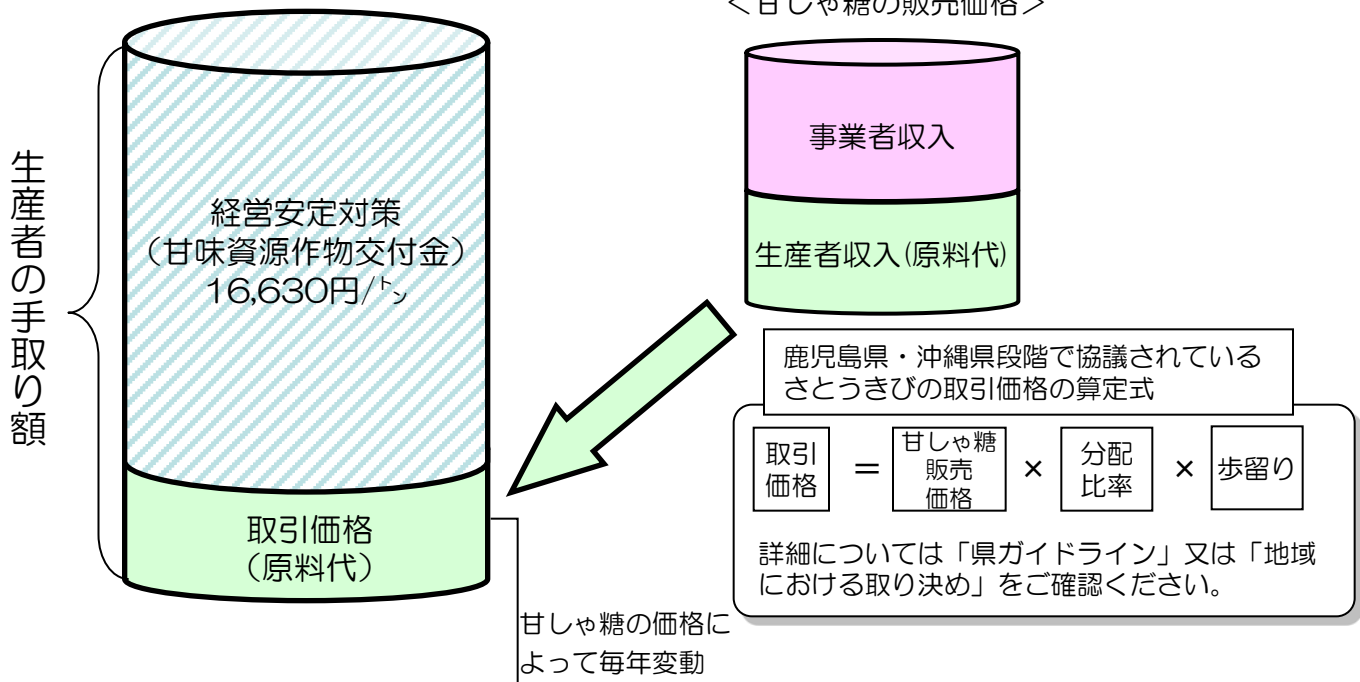 ＜甘しゃ糖の販売価格＞
生産者の手取り額
経営安定対策
（甘味資源作物交付金）
16,630円/㌧
取引価格
（原料代）
事業者収入
生産者収入(原料代)
鹿児島県・沖縄県段階で協議されている
さとうきびの取引価格の算定式
取引
価格
＝
甘しゃ糖
販売
価格
×
分配
比率
×
歩留り
詳細については「県ガイドライン」又は「地域
における取り決め」をご確認ください。
甘しゃ糖の価格に
よって毎年変動